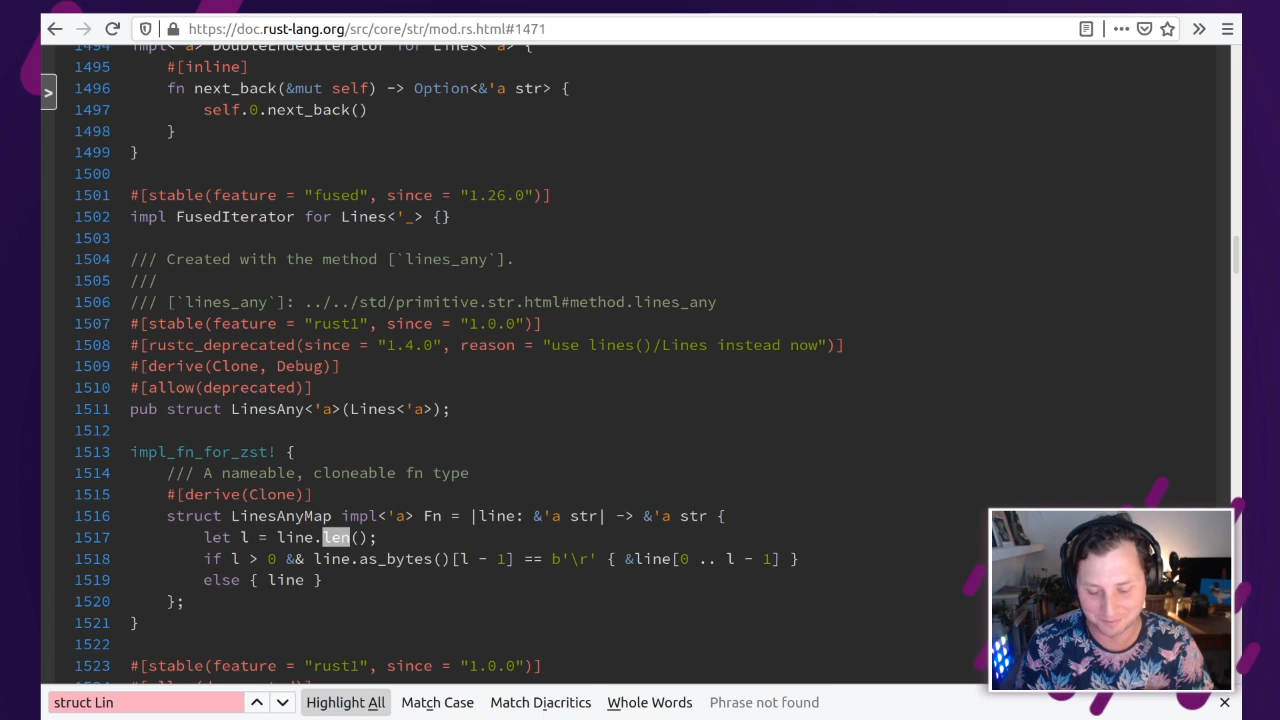 https://doc.rust-lang.org/src/core/str/mod.rs.html#1471
1494 impl<'a> DoubleEndedIterator for Lines<'a> {
1495 #[inline]
1496 fn next_back(&mut self) -> Option<&'a str> {
>
1497 self.0.next_back()
1498 }
1499 }
1500
1501 #[stable(feature = "fused", since = "1.26.0")]
1502 impl FusedIterator for Lines<'_> {}
1503
1504 /// Created with the method [`lines_any`].
1505 ///
1506 /// [`lines_any`]: ../../std/primitive.str.html#method.lines_any
1507 #[stable(feature = "rust1", since = "1.0.0")]
1508 #[rustc_deprecated(since = "1.4.0", reason = "use lines()/Lines instead now")]
1509 #[derive(Clone, Debug)]
1510 #[allow(deprecated)]
1511 pub struct LinesAny<'a>(Lines<'a>);
1512
1513 impl_fn_for_zst! {
1514 /// A nameable, cloneable fn type
1515 #[derive(Clone)]
1516 struct LinesAnyMap impl<'a> Fn = |line: &'a str| -> &'a str {
1517 let l = line.len();
1518 if l > 0 && line.as_bytes()[l - 1] == b'\r' { &line[0 .. l - 1] }
1519 else { line }
1520 };
1521 }
1522
1523 #[stable(feature = "rust1", since = "1.0.0")]
struct Lin Highlight All Match Case Match Diacritics Whole Words Phrase not found